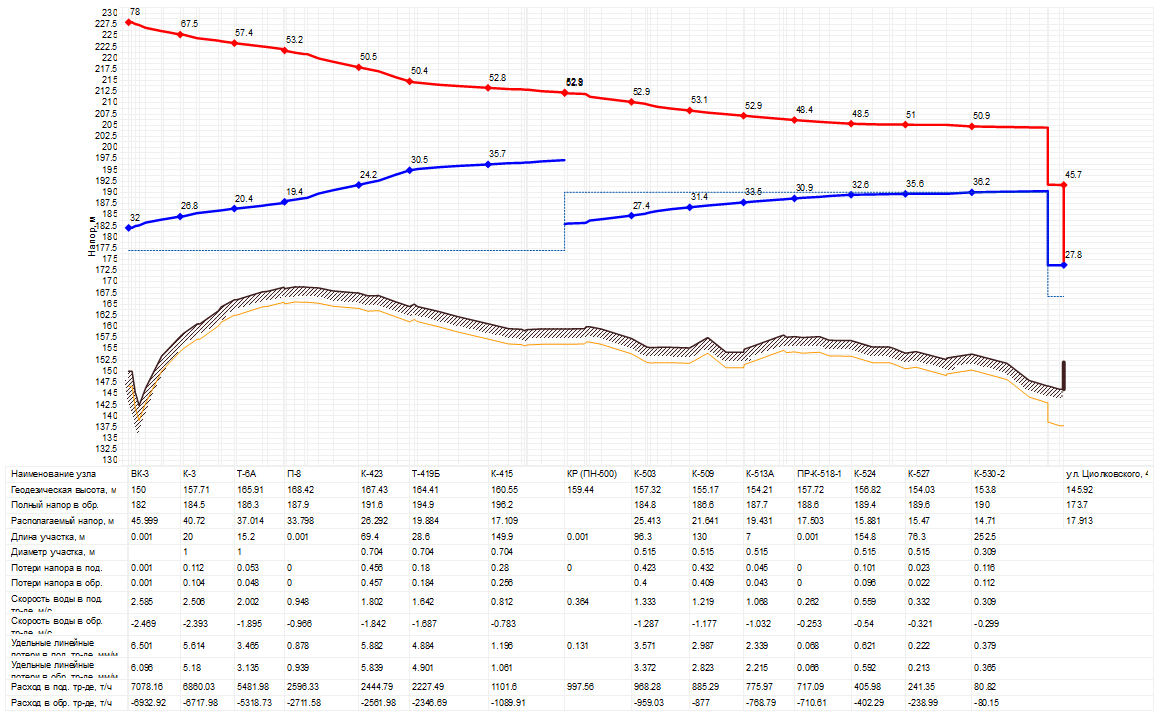 230
227.5
225
222.5
220
217.5
215
212.5
210
207.5
205
202.5
200
197.5
195
192.5
190
187.5
185
182.5
180
177.5
175
172.5
170
167.5
165
162.5
160
157.5
155
152.5
150
147.5
145
142.5
140
137.5
135
132.5
130
Напор, м
78 67.5 57.4 53.2 50.5 50.4 52.8 52.9 53.1 52.9 48.4 48.5 51 50.9 45.7
32 26.8 20.4 19.4 24.2 30.5 35.7 27.4 31.4 33.5 30.9 32.6 35.6 36.2 27.8
Наименование узла ВК-3 К-3 Т-6А П-8 К-423 Т-419Б К-415 КР (ПН-500) К-503 К-509 К-513А ПР-К-518-1 К-524 К-527 К-530-2 ул. Циолковского, 4
Геодезическая высота, м 150 157.71 165.91 168.42 167.43 164.41 160.55 159.44 157.32 155.17 154.21 157.72 156.82 154.03 153.8 145.92
Полный напор в обр. 182 184.5 186.3 187.9 191.6 194.9 196.2 184.8 186.6 187.7 188.6 189.4 189.6 190 173.7
Располагаемый напор, м 45.999 40.72 37.014 33.798 26.292 19.884 17.109 25.413 21.641 19.431 17.503 15.881 15.47 14.71 17.913
Длина участка, м 0.001 20 15.2 0.001 69.4 28.6 149.9 0.001 96.3 130 7 0.001 154.8 76.3 252.5
Диаметр участка, м 1 1 0.704 0.704 0.704 0.515 0.515 0.515 0.515 0.515 0.309
Потери напора в под. 0.001 0.112 0.053 0 0.456 0.18 0.28 0 0.423 0.432 0.045 0 0.101 0.023 0.116
Потери напора в обр. 0.001 0.104 0.048 0 0.457 0.184 0.256 0.4 0.409 0.043 0 0.096 0.022 0.112
Скорость воды в под. 2.585 2.506 2.002 0.948 1.802 1.642 0.812 0.364 1.333 1.219 1.068 0.262 0.559 0.332 0.309
тр-де, м/с
Скорость воды в обр. -2.469 -2.393 -1.895 -0.966 -1.842 -1.687 -0.783 -1.287 -1.177 -1.032 -0.253 -0.54 -0.321 -0.299
тр-де, м/с
Удельные линейные 6.501 5.614 3.465 0.878 5.882 4.884 1.196 0.131 3.571 2.987 2.339 0.068 0.621 0.222 0.379
потери в под. тр-де, мм/м
Удельные линейные 6.096 5.18 3.135 0.939 5.839 4.901 1.061 3.372 2.823 2.215 0.066 0.592 0.213 0.365
потери в обр. тр-де, мм/м
Расход в под. тр-де, т/ч 7078.16 6860.03 5481.98 2596.33 2444.79 2227.49 1101.6 997.56 968.28 885.29 775.97 717.09 405.98 241.35 80.82
Расход в обр. тр-де, т/ч -6932.92 -6717.98 -5318.73 -2711.58 -2561.98 -2346.69 -1089.91 -959.03 -877 -768.79 -710.61 -402.29 -238.99 -80.15